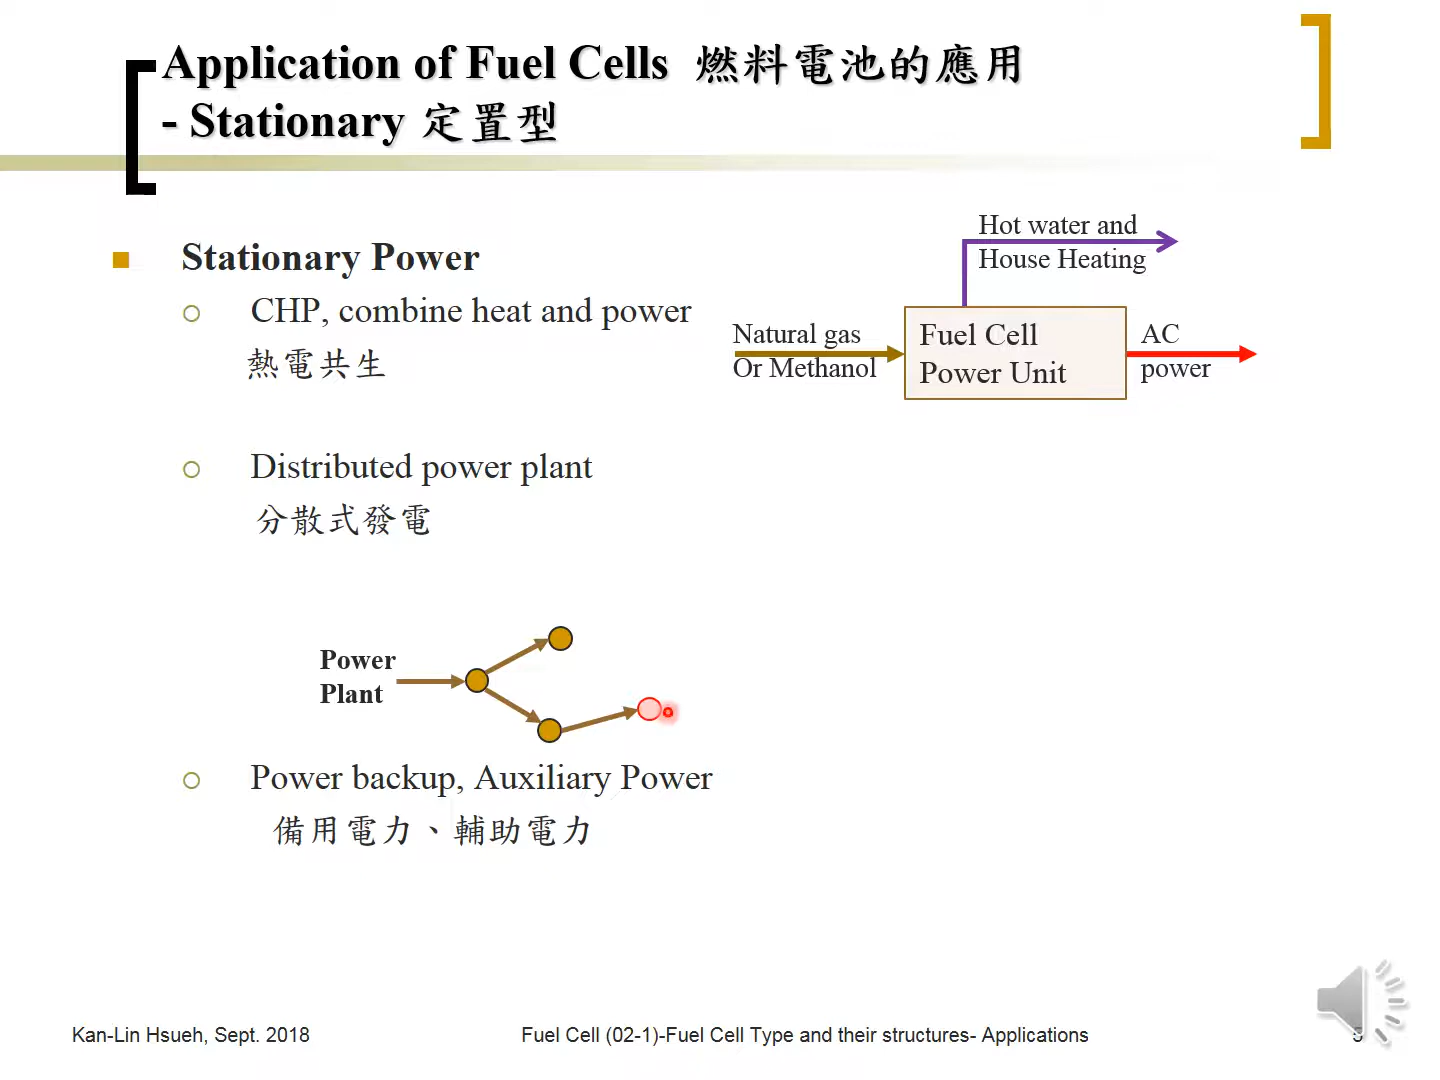 Application of Fuel Cells 燃料電池的應用
- Stationary 定置型
Stationary Power
CHP, combine heat and power
熱電共生
Distributed power plant
分散式發電
Power
Plant
Power backup, Auxiliary Power
備用電力、輔助電力
Hot water and
House Heating
Natural gas
Or Methanol
Fuel Cell
Power Unit
AC
power
Kan-Lin Hsueh, Sept. 2018
Fuel Cell (02-1)-Fuel Cell Type and their structures- Applications